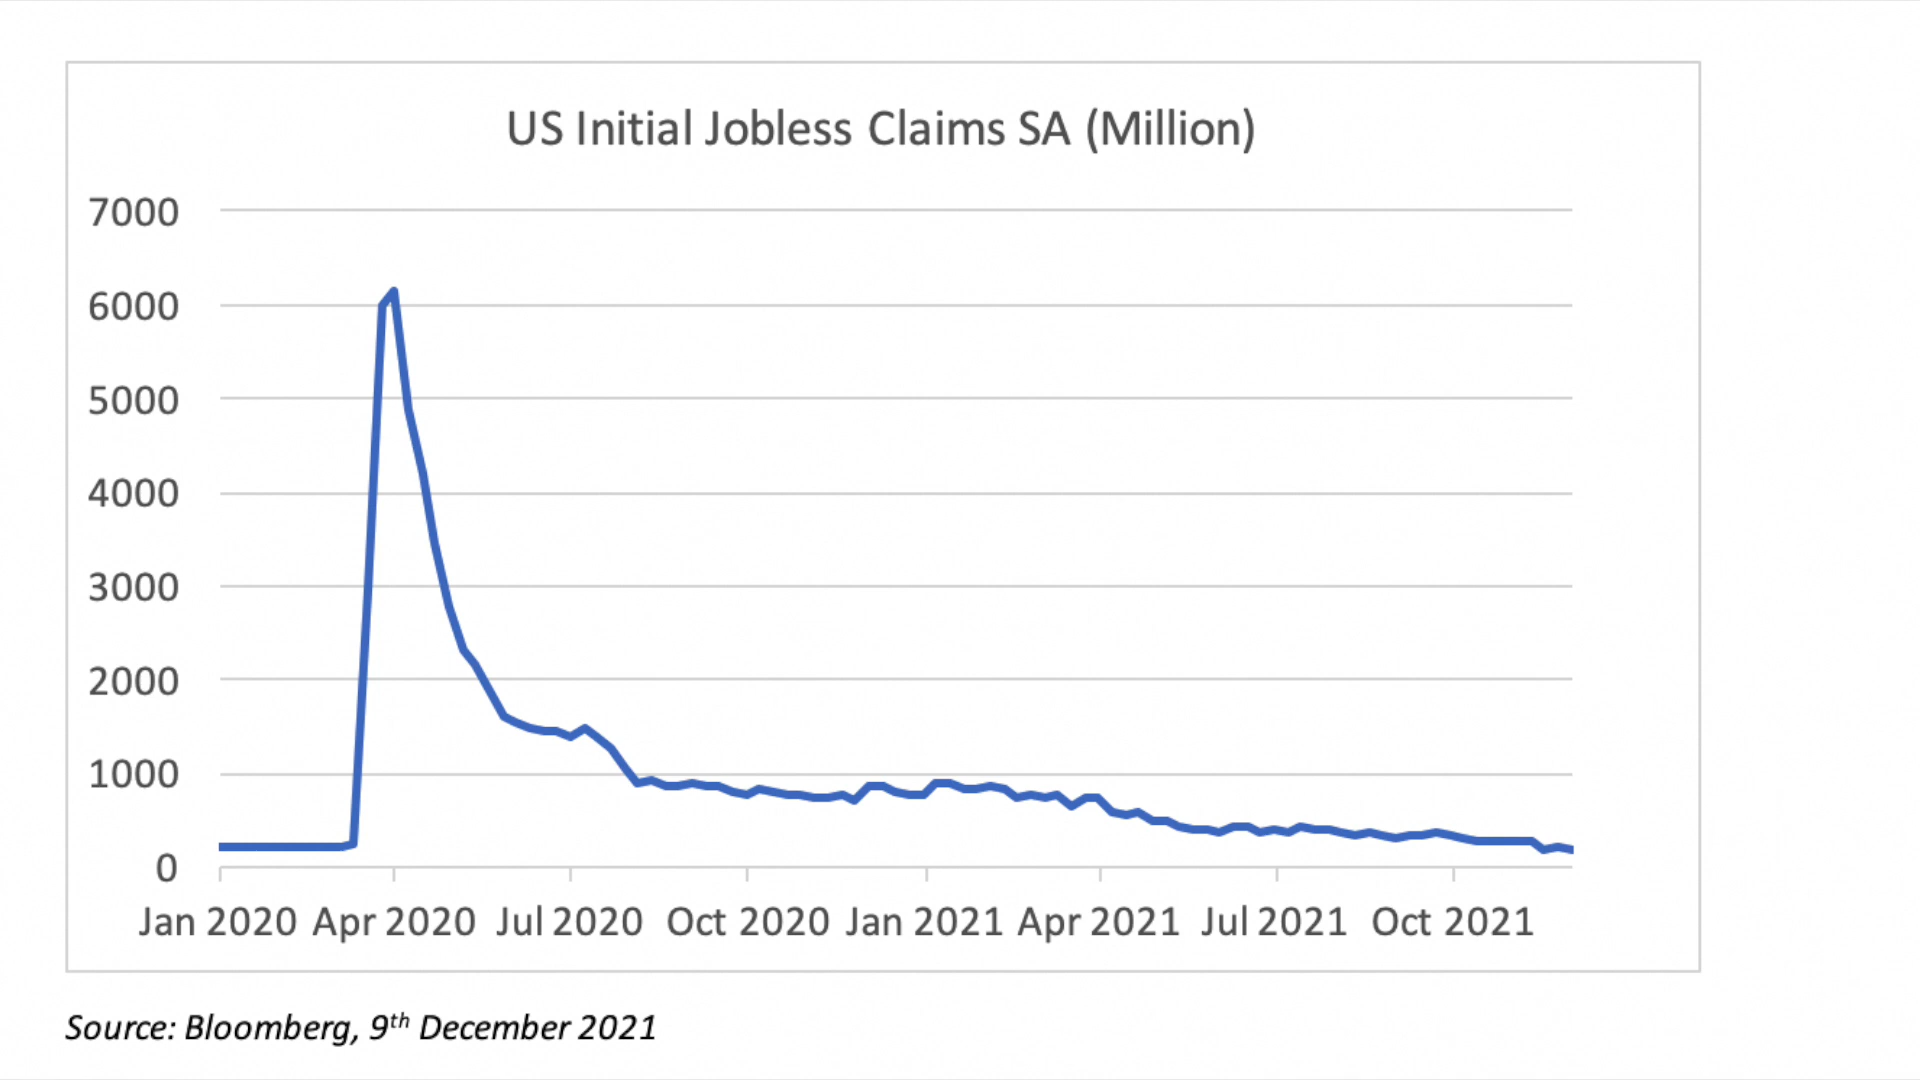 US Initial Jobless Claims SA (Million)
7000
6000
5000
4000
3000
2000
1000
0
Jan 2020 Apr 2020 Jul 2020 Oct 2020 Jan 2021 Apr 2021 Jul 2021 Oct 2021
Source: Bloomberg, 9th December 2021